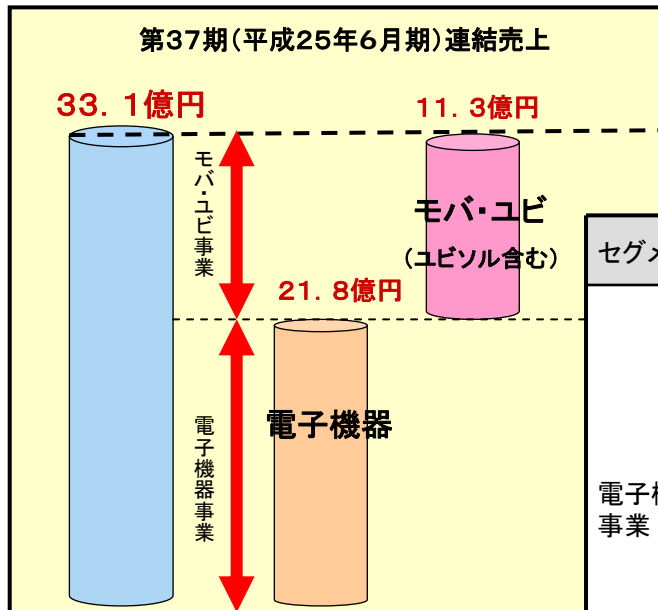 第37期(平成25年6月期)連結売上
33.1億円
11.3億円
モバ・ユビ事業
モバ・ユビ
(ユビソル含む)
21.8億円
電子機器
電子機器事業
セグメ
電子機
事業